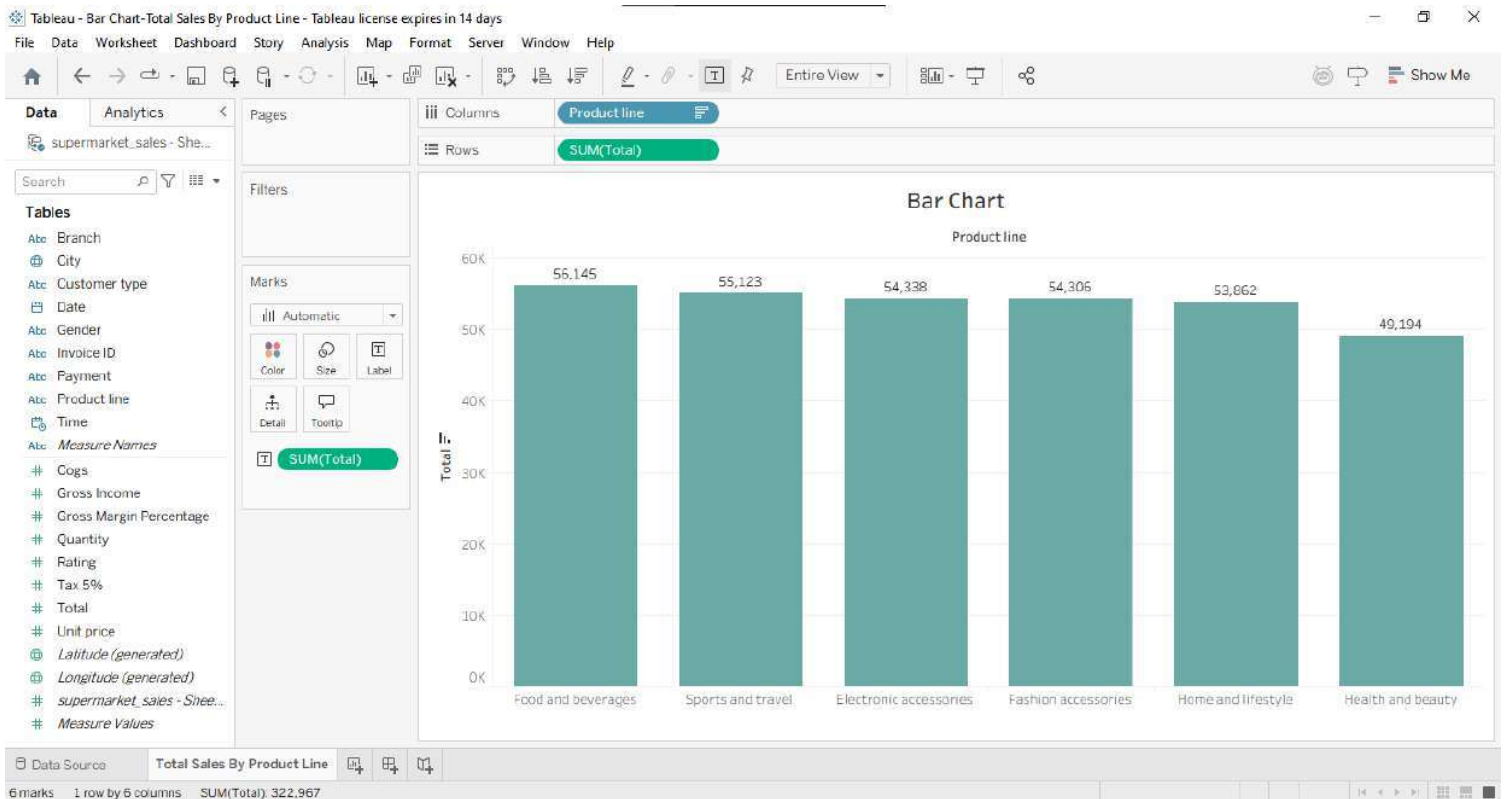 Tableau - Bar Chart-Total Sales By Product Line - Tableau license expires in 14 days
File Data Worksheet Dashboard Story Analysis Map Format Server Window Help
Entire View
Show Me
Data Analytics
supermarket_sales - She...
Search
Tables
Abc Branch
City
Abc Customer type
Date
Abc Gender
Abc Invoice ID
Abc Payment
Abc Product line
Time
Abc Measure Names
# Cogs
# Gross Income
# Gross Margin Percentage
# Quantity
# Rating
# Tax 5%
# Total
# Unit price
Latitude (generated)
Longitude (generated)
# supermarket_sales - Shee...
# Measure Values
Pages
Filters
Marks
Automatic
Color Size Label
Detail Tooltip
SUM(Total)
Columns Product line
Rows SUM(Total)
Bar Chart
Product line
60K
50K
40K
30K
20K
10K
0K
Total
56,145 55,123 54,338 54,306 53,862 49,194
Food and beverages Sports and travel Electronic accessories Fashion accessories Home and lifestyle Health and beauty
Data Source Total Sales By Product Line
6 marks 1 row by 6 columns SUM(Total): 322,967